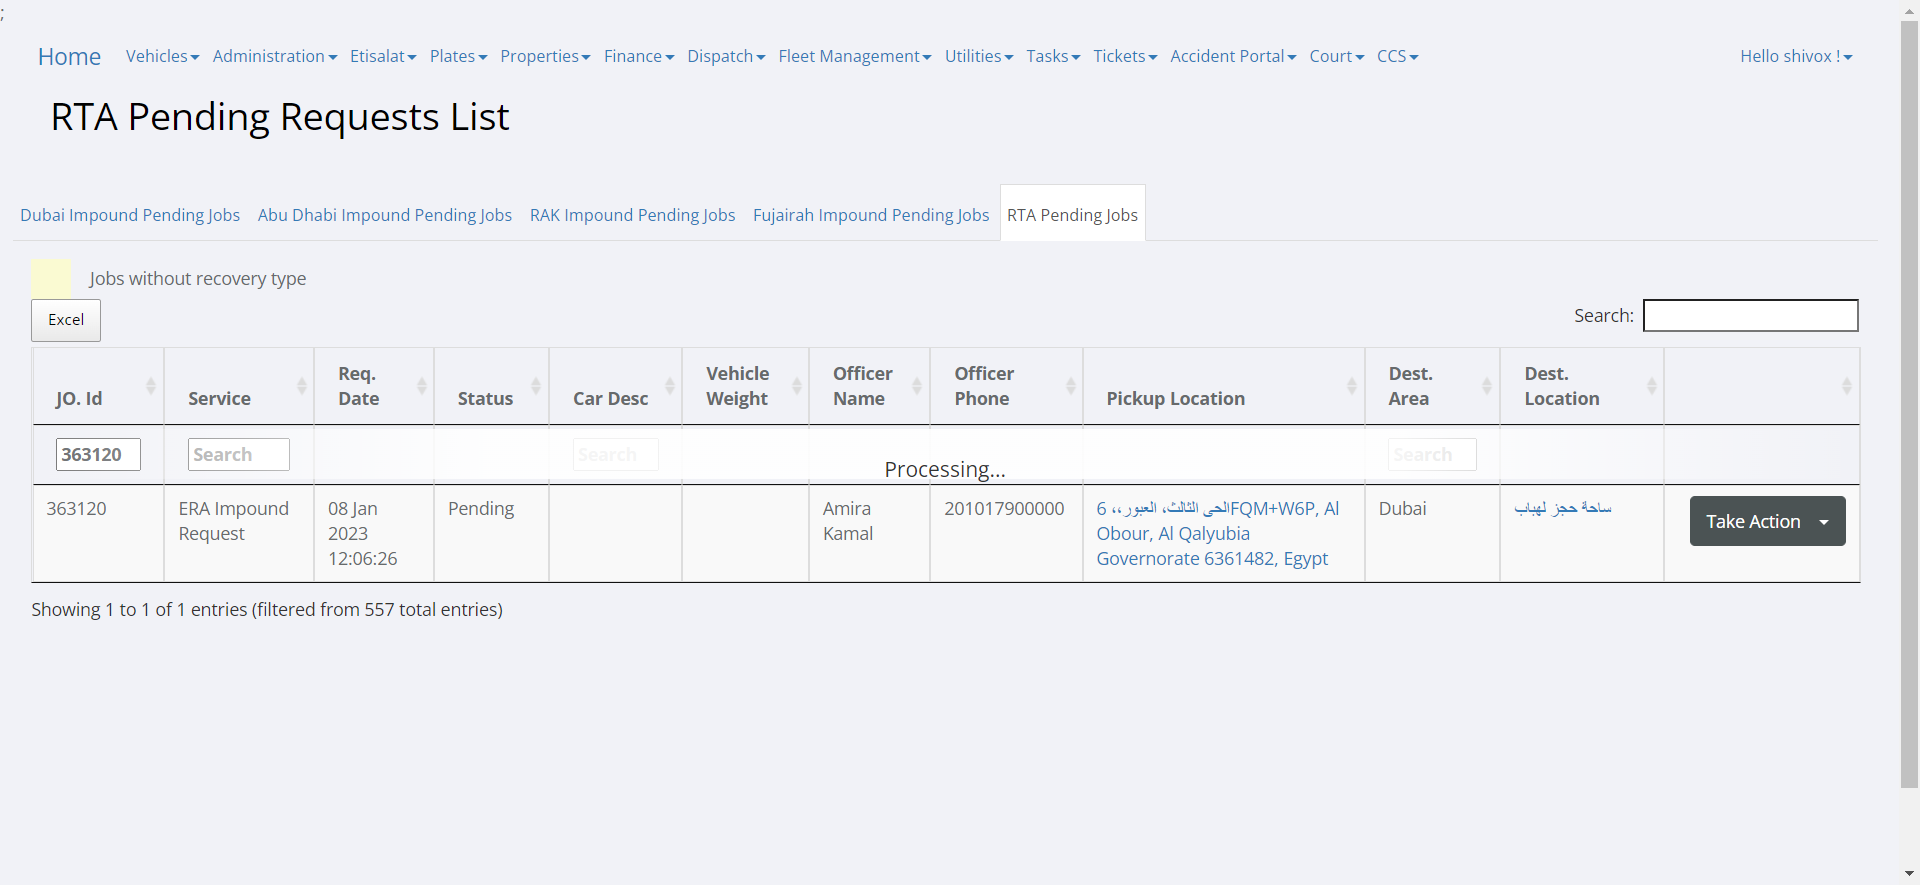 ;
Home Vehicles Administration Etisalat Plates Properties Finance Dispatch Fleet Management Utilities Tasks Tickets Accident Portal Court CCS Hello shivox !
RTA Pending Requests List
Dubai Impound Pending Jobs Abu Dhabi Impound Pending Jobs RAK Impound Pending Jobs Fujairah Impound Pending Jobs RTA Pending Jobs
Jobs without recovery type
Excel
Search:
JO. Id
Service
Req.
Date
Status
Car Desc
Vehicle
Weight
Officer
Name
Officer
Phone
Pickup Location
Dest.
Area
Dest.
Location
363120
Search
Search
Search
Processing...
363120
ERA Impound
Request
08 Jan
2023
12:06:26
Pending
Amira
Kamal
201017900000
6 الحى الثالث، العبور،،FQM+W6P, Al
Obour, Al Qalyubia
Governorate 6361482, Egypt
Dubai
ساحة حجز لهباب
Take Action
Showing 1 to 1 of 1 entries (filtered from 557 total entries)